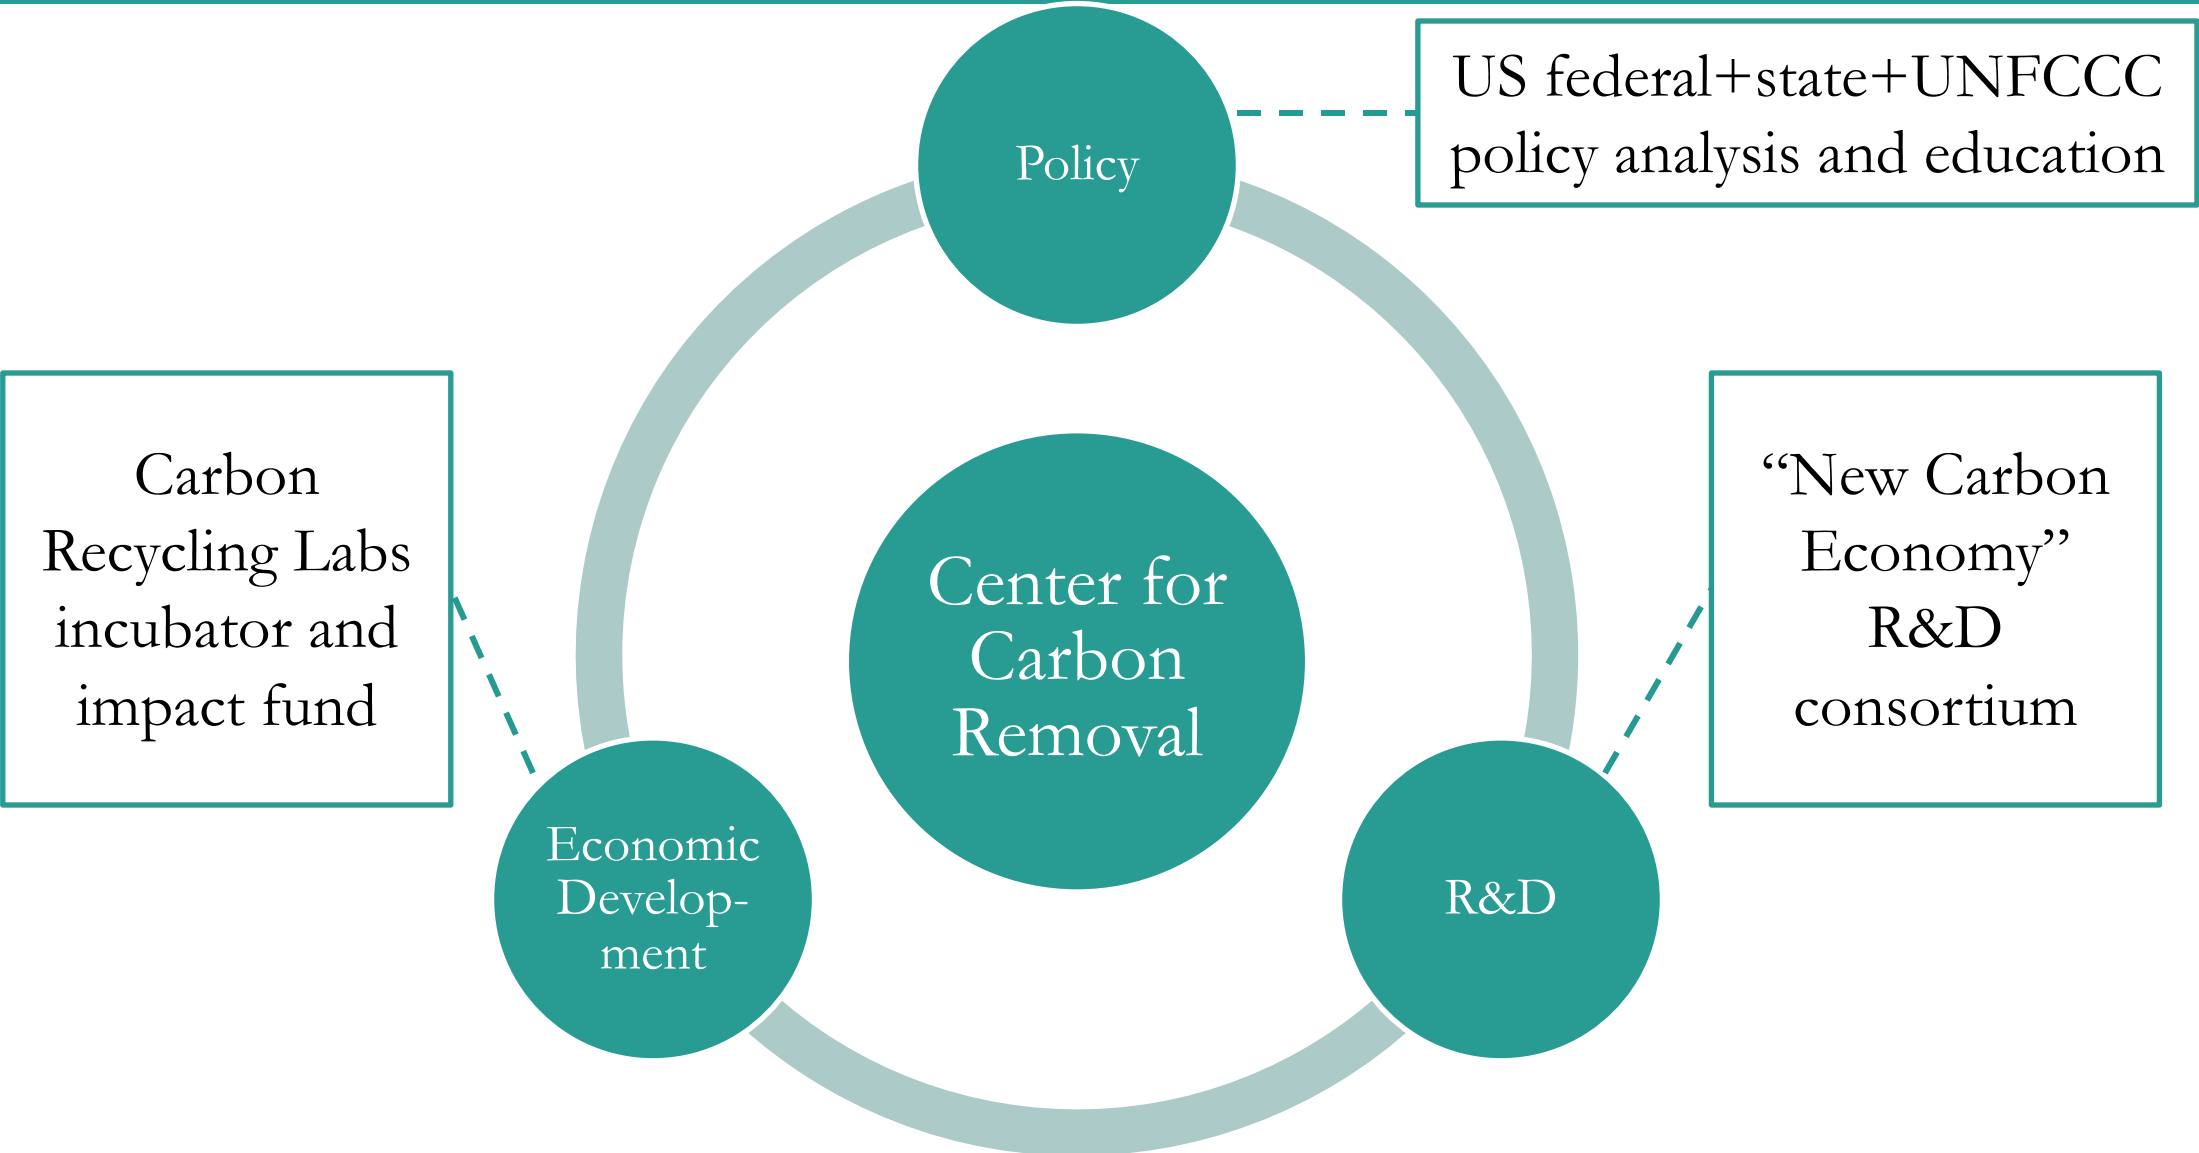 Policy
US federal+state+UNFCCC
policy analysis and education
Carbon
Recycling Labs
incubator and
impact fund
Center for
Carbon
Removal
“New Carbon
Economy”
R&D
consortium
Economic
Develop-
ment
R&D